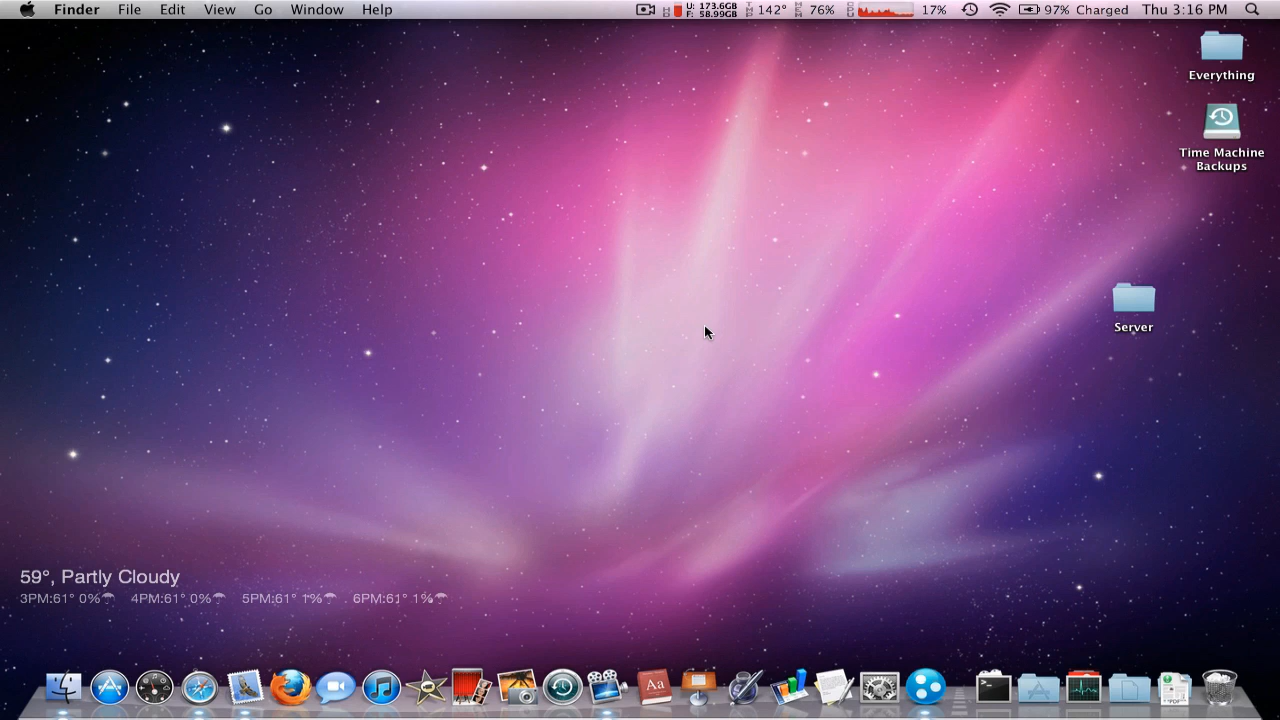 Finder File Edit View Go Window Help
U: 173.6GB
F: 58.99GB
142° 76% 17% 97% Charged Thu 3:16 PM
Everything
Time Machine
Backups
Server
59°, Partly Cloudy
3PM:61° 0% 4PM:61° 0% 5PM:61° 1% 6PM:61° 1%
Aa